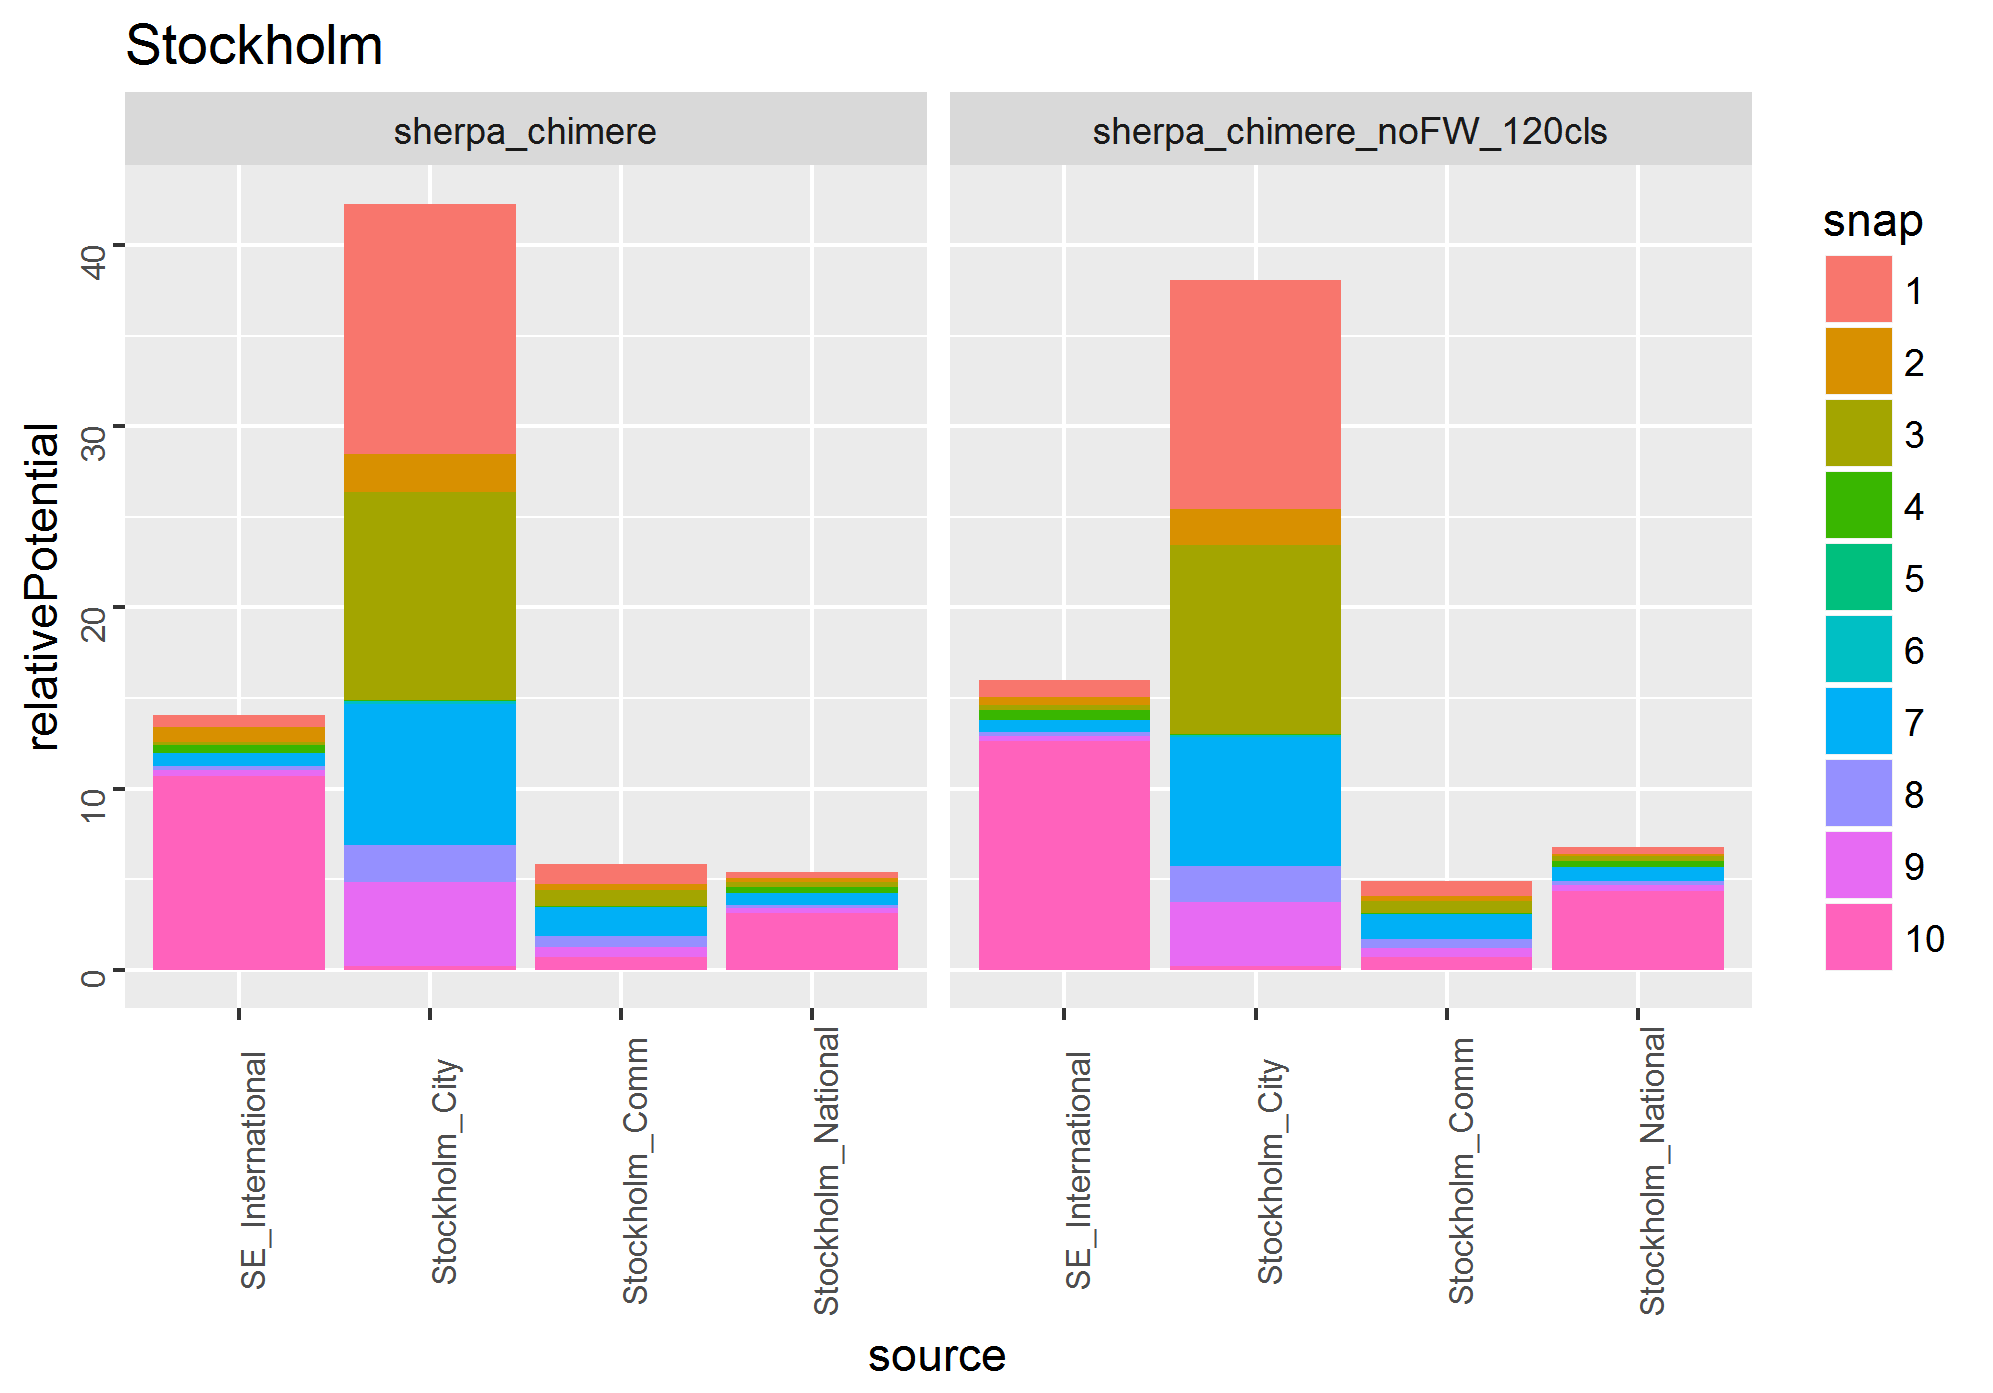 Stockholm
sherpa_chimere
sherpa_chimere_noFW_120cls
relativePotential
40
30
20
10
0
SE_International
Stockholm_City
Stockholm_Comm
Stockholm_National
SE_International
Stockholm_City
Stockholm_Comm
Stockholm_National
source
snap
1
2
3
4
5
6
7
8
9
10